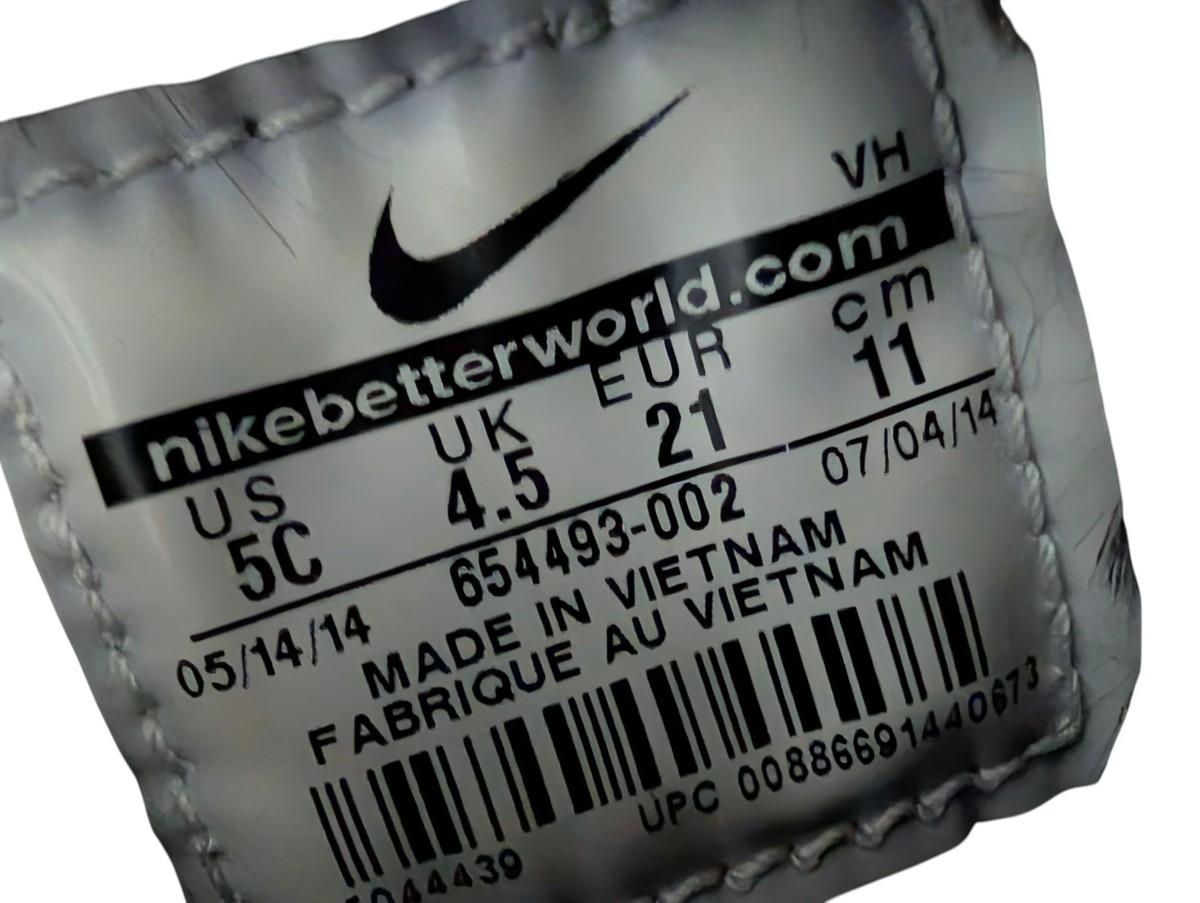 VH
nikebetterworld.com
US UK EUR cm
5C 4.5 21 11
05/14/14 654493-002 07/04/14
MADE IN VIETNAM
FABRIQUE AU VIETNAM
UPC 00886691440673